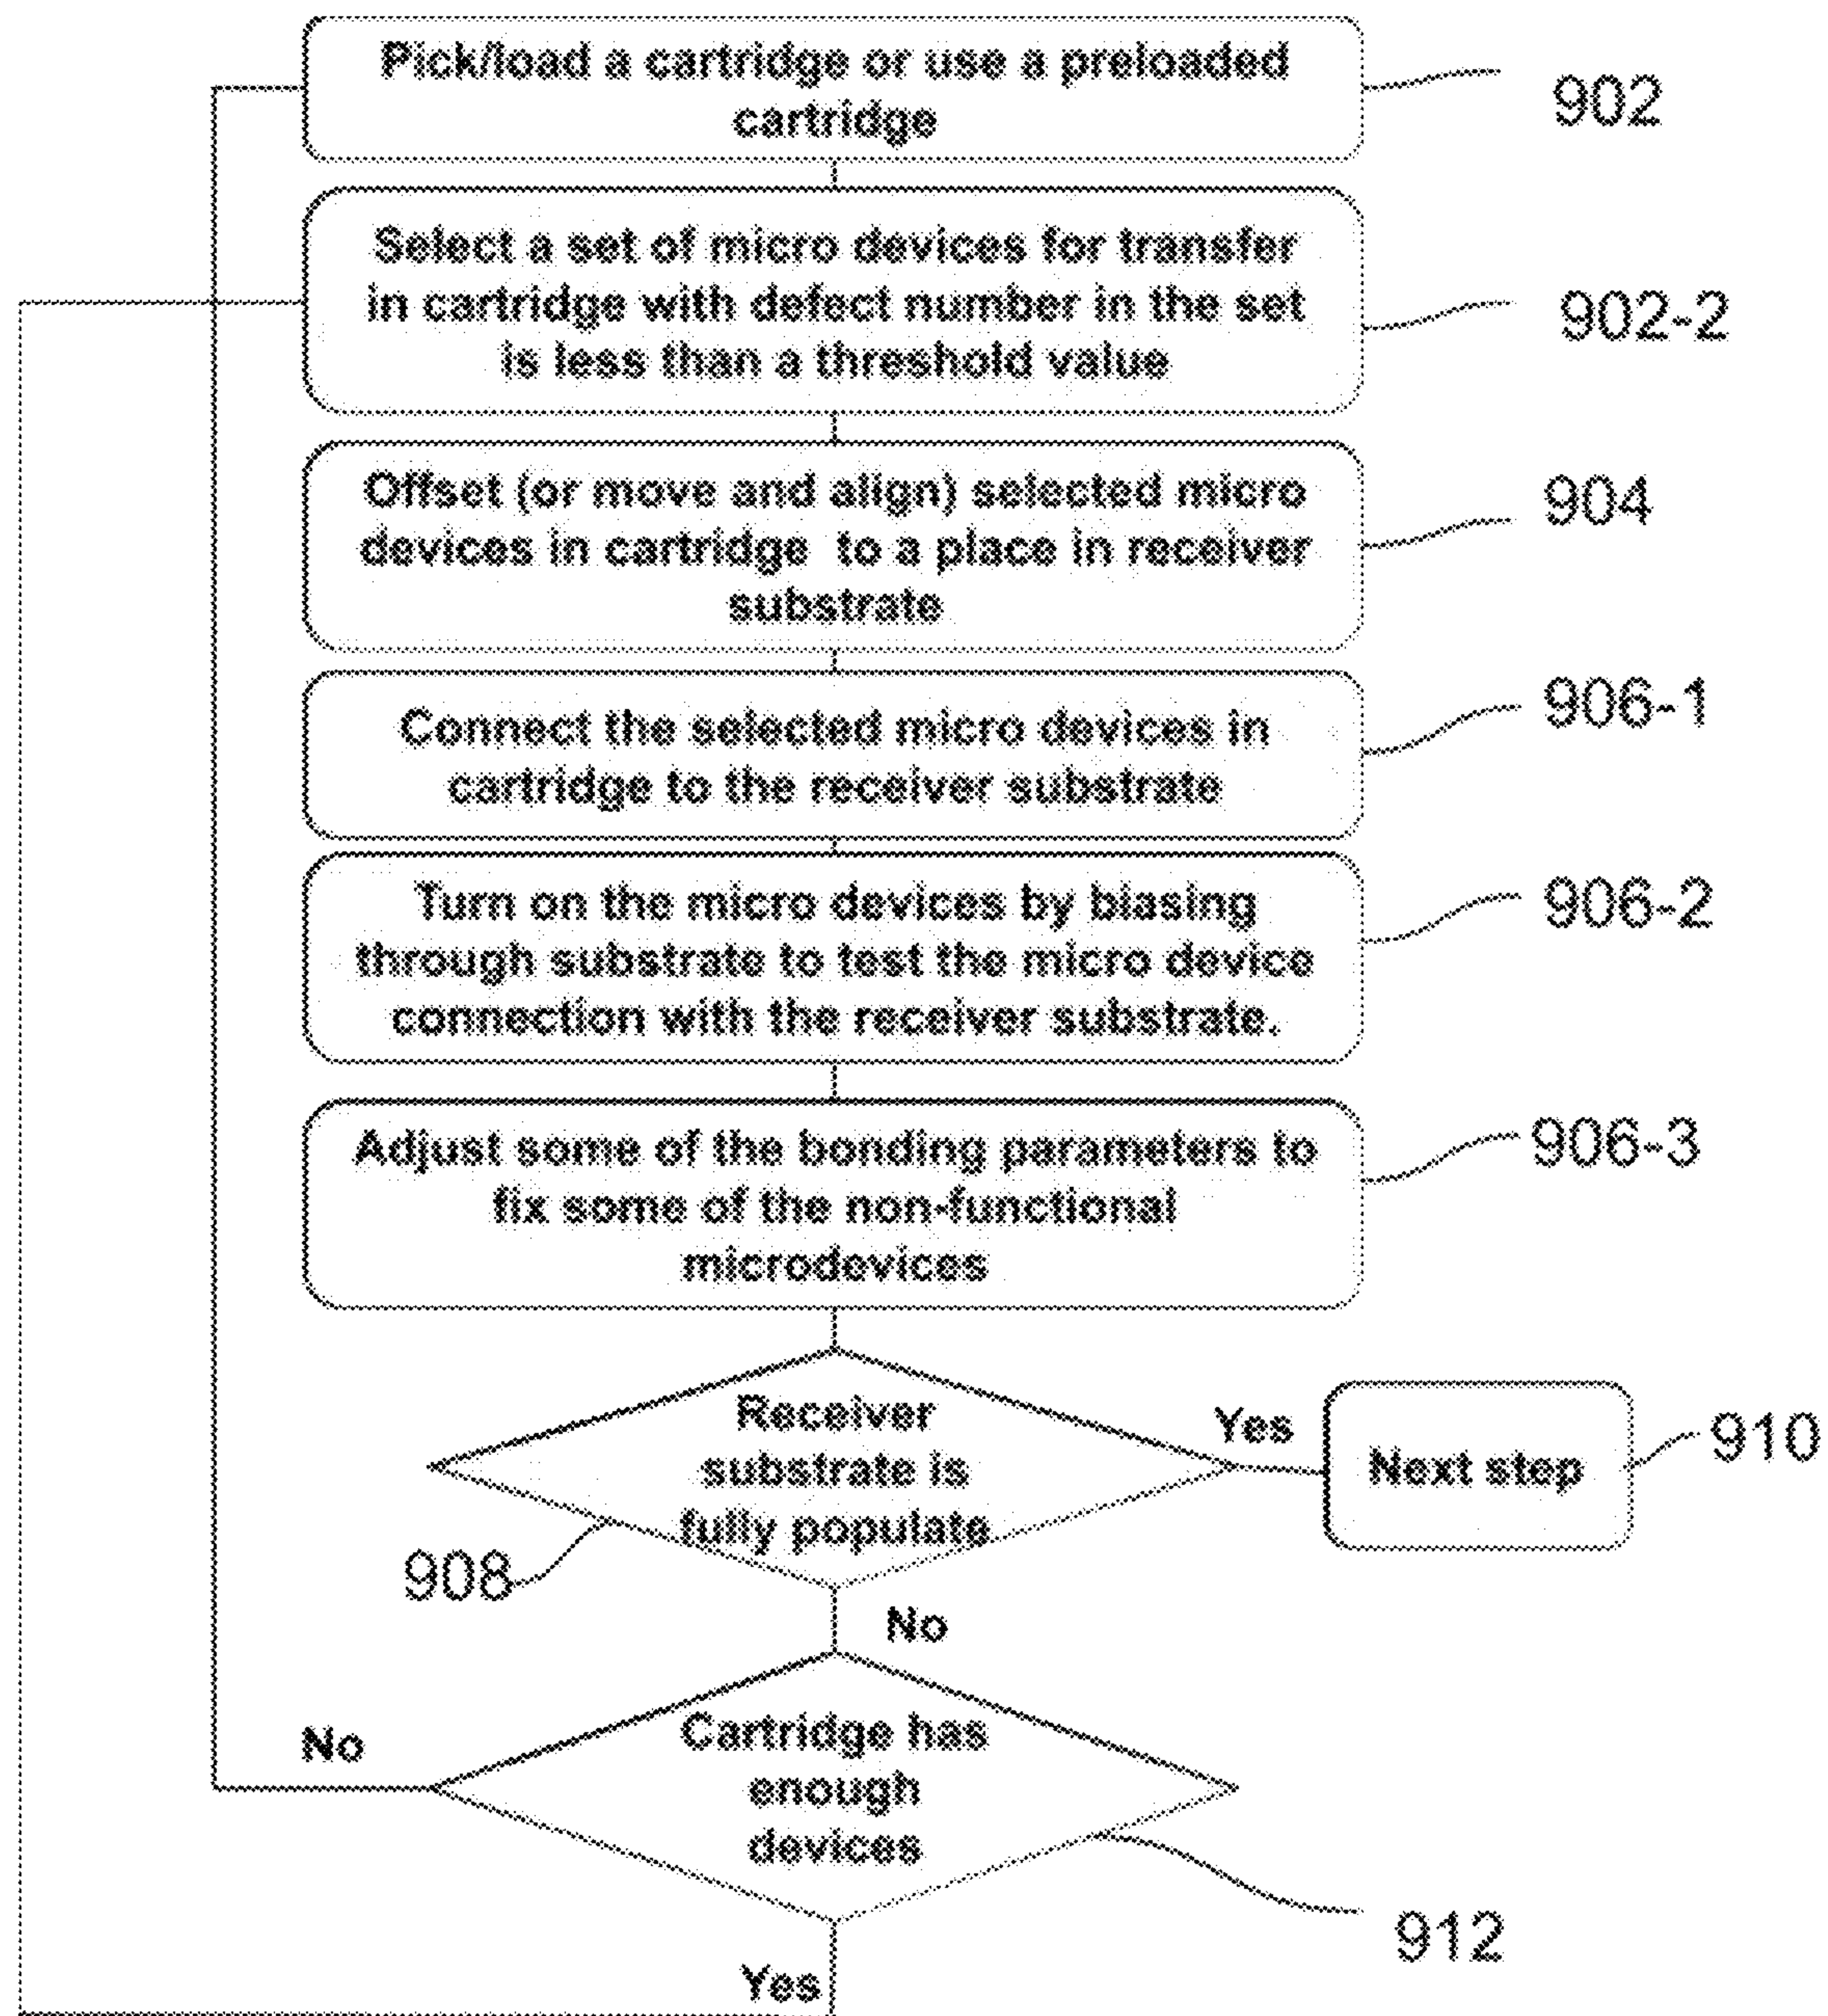 Pick/load a cartridge or use a preloaded
cartridge
902
Select a set of micro devices for transfer
in cartridge with defect number in the set
is less than a threshold value
902-2
Offset (or move and align) selected micro
devices in cartridge to a place in receiver
substrate
904
Connect the selected micro devices in
cartridge to the receiver substrate
906-1
Turn on the micro devices by biasing
through substrate to test the micro device
connection with the receiver substrate.
906-2
Adjust some of the bonding parameters to
fix some of the non-functional
microdevices
906-3
Receiver
substrate is
fully populate
908
Yes
Next step
910
No
Cartridge has
enough
devices
No
912
Yes